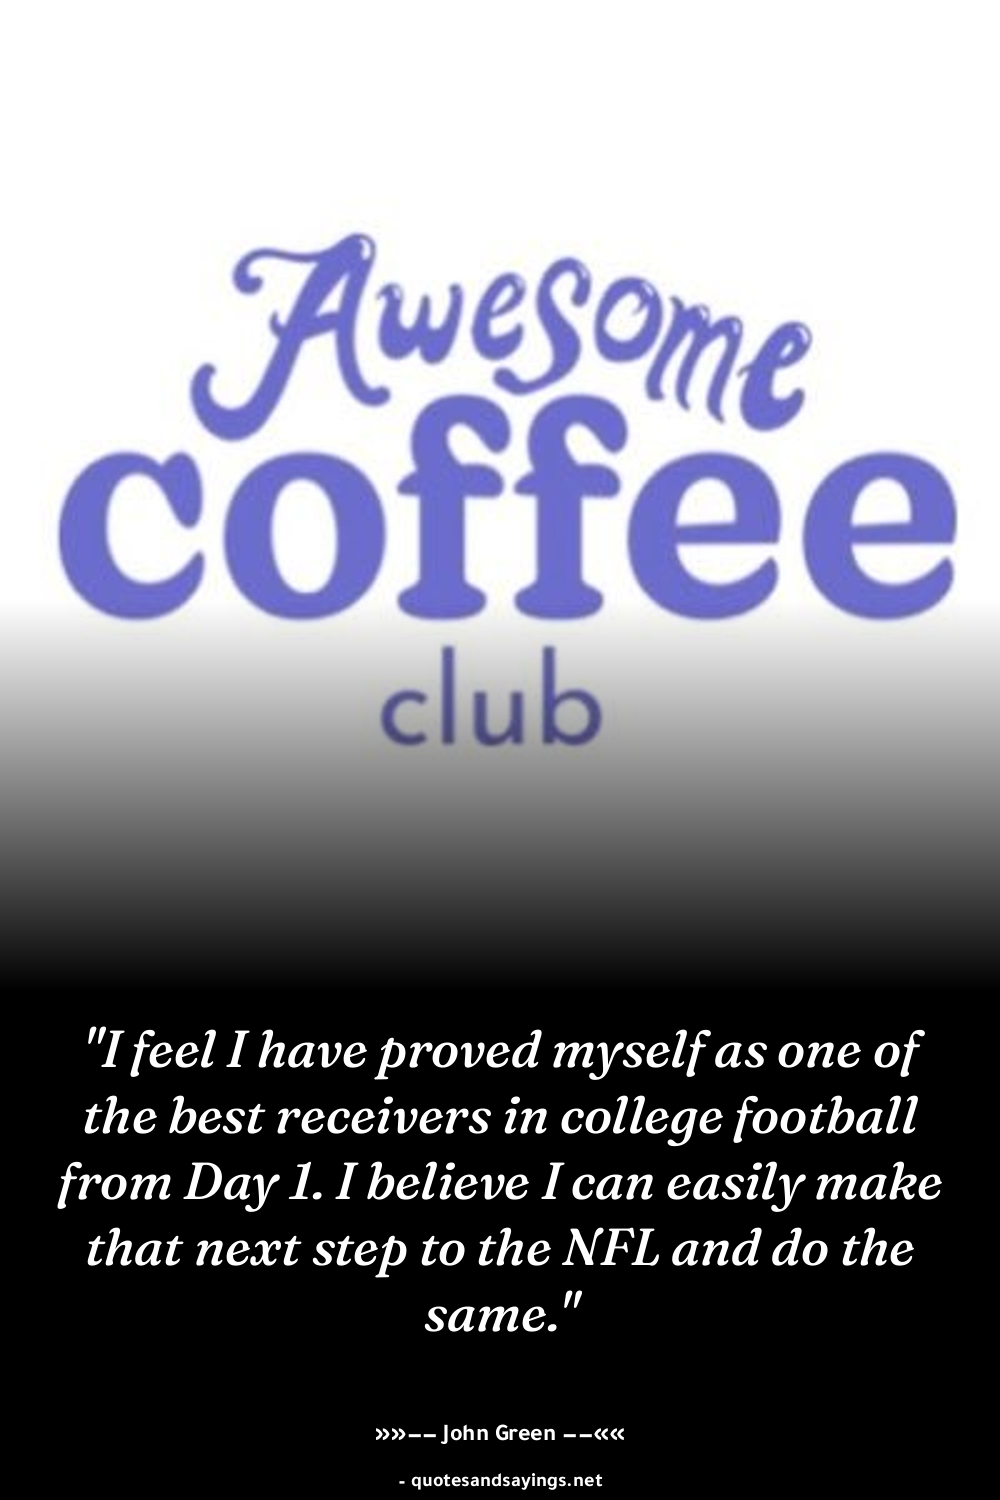 Awesome
coffee
club
"I feel I have proved myself as one of
the best receivers in college football
from Day 1. I believe I can easily make
that next step to the NFL and do the
same."
»»−− John Green −−««
- quotesandsayings.net